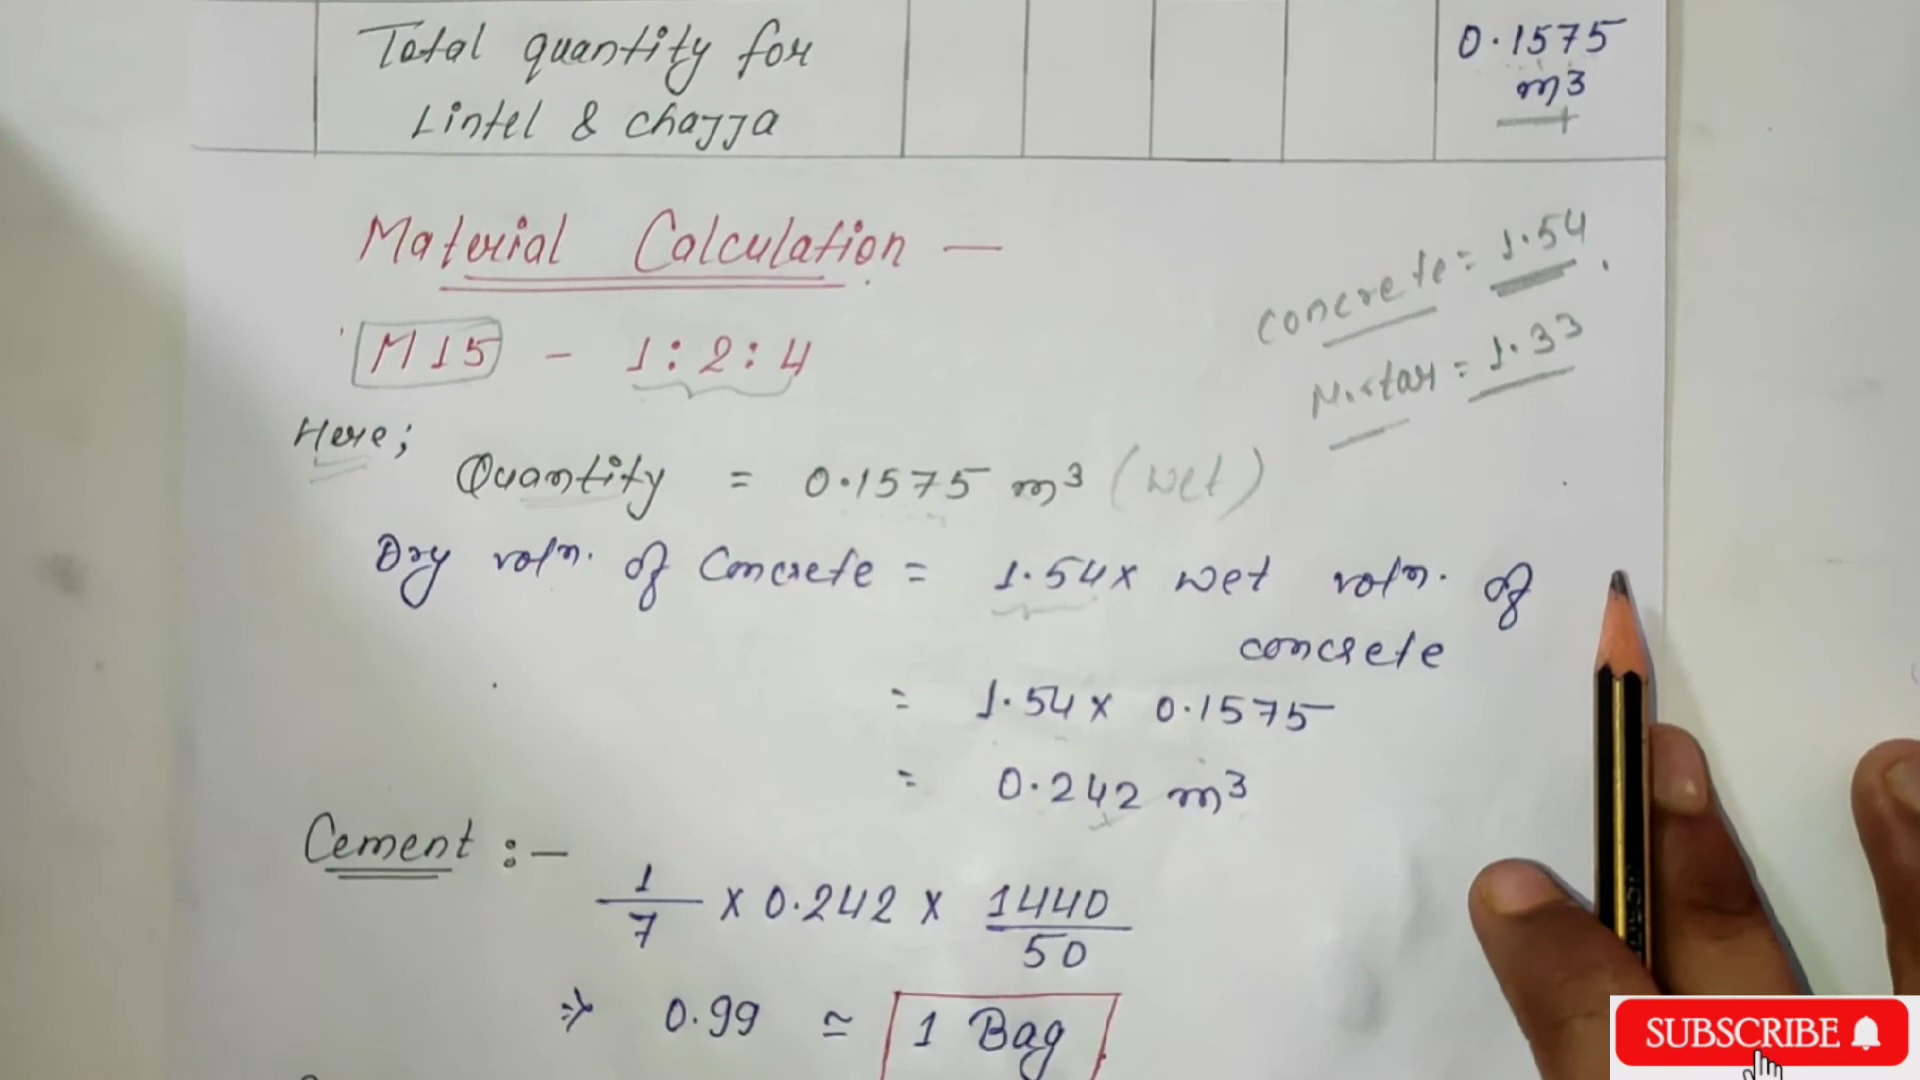 Total quantity for
Lintel & chajja
0.1575
m3
Material Calculation —
M15 - 1:2:4
Concrete = 1.54
Mortar = 1.33
Here;
Quantity = 0.1575 m3 (wet)
Dry voln. of Concrete = 1.54 x wet voln. of
concrete
= 1.54 x 0.1575
= 0.242 m3
Cement :-
1/7 x 0.242 x 1440/50
⇒ 0.99 ≃ 1 Bag
SUBSCRIBE